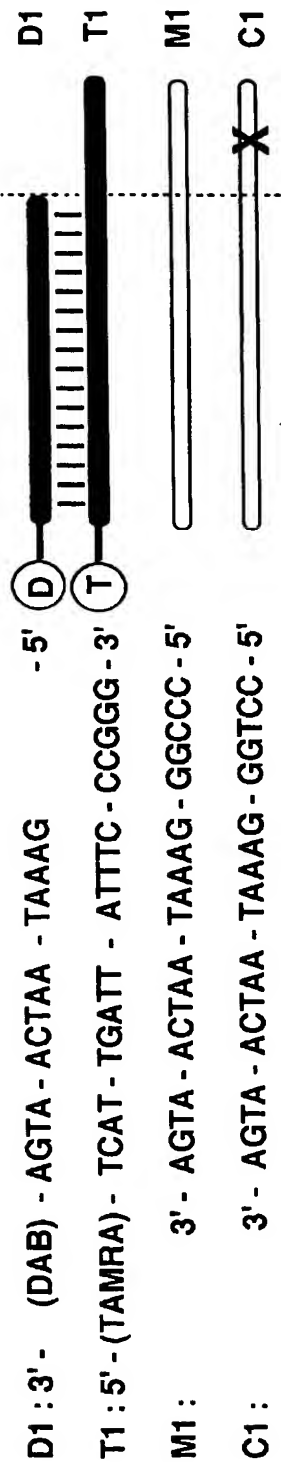 D1 : 3' - (DAB) - AGTA - ACTAA - TAAAG - 5' D D1
T1 : 5' - (TAMRA) - TCAT - TGATT - ATTTC - CCGGG - 3' T T1
M1 : 3' - AGTA - ACTAA - TAAAG - GGCCC - 5' M1
C1 : 3' - AGTA - ACTAA - TAAAG - GGTCC - 5' X C1